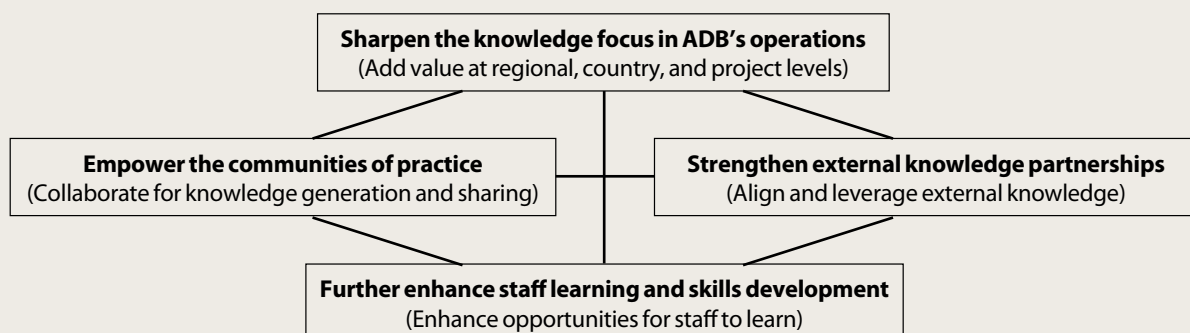 Sharpen the knowledge focus in ADB’s operations
(Add value at regional, country, and project levels)
Empower the communities of practice
(Collaborate for knowledge generation and sharing)
Strengthen external knowledge partnerships
(Align and leverage external knowledge)
Further enhance staff learning and skills development
(Enhance opportunities for staff to learn)